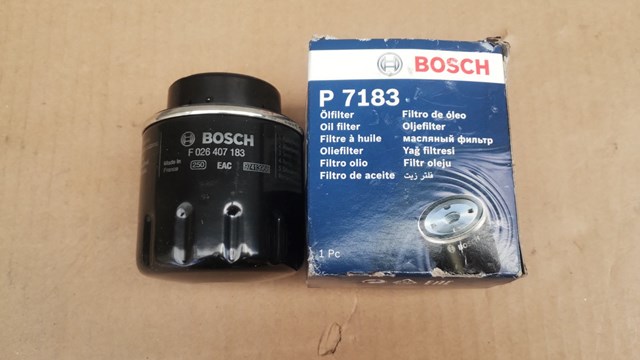 BOSCH
F 026 407 183
Made in
250
EAC
BOSCH
P 7183
Ölfilter
Oil filter
Filtre à huile
Oliefilter
Filtro olio
Filtro de aceite
Filtro de óleo
Oljefilter
масляный фильтр
Yağ filtresi
Filtr oleju
فلتر زيت
1 Pc